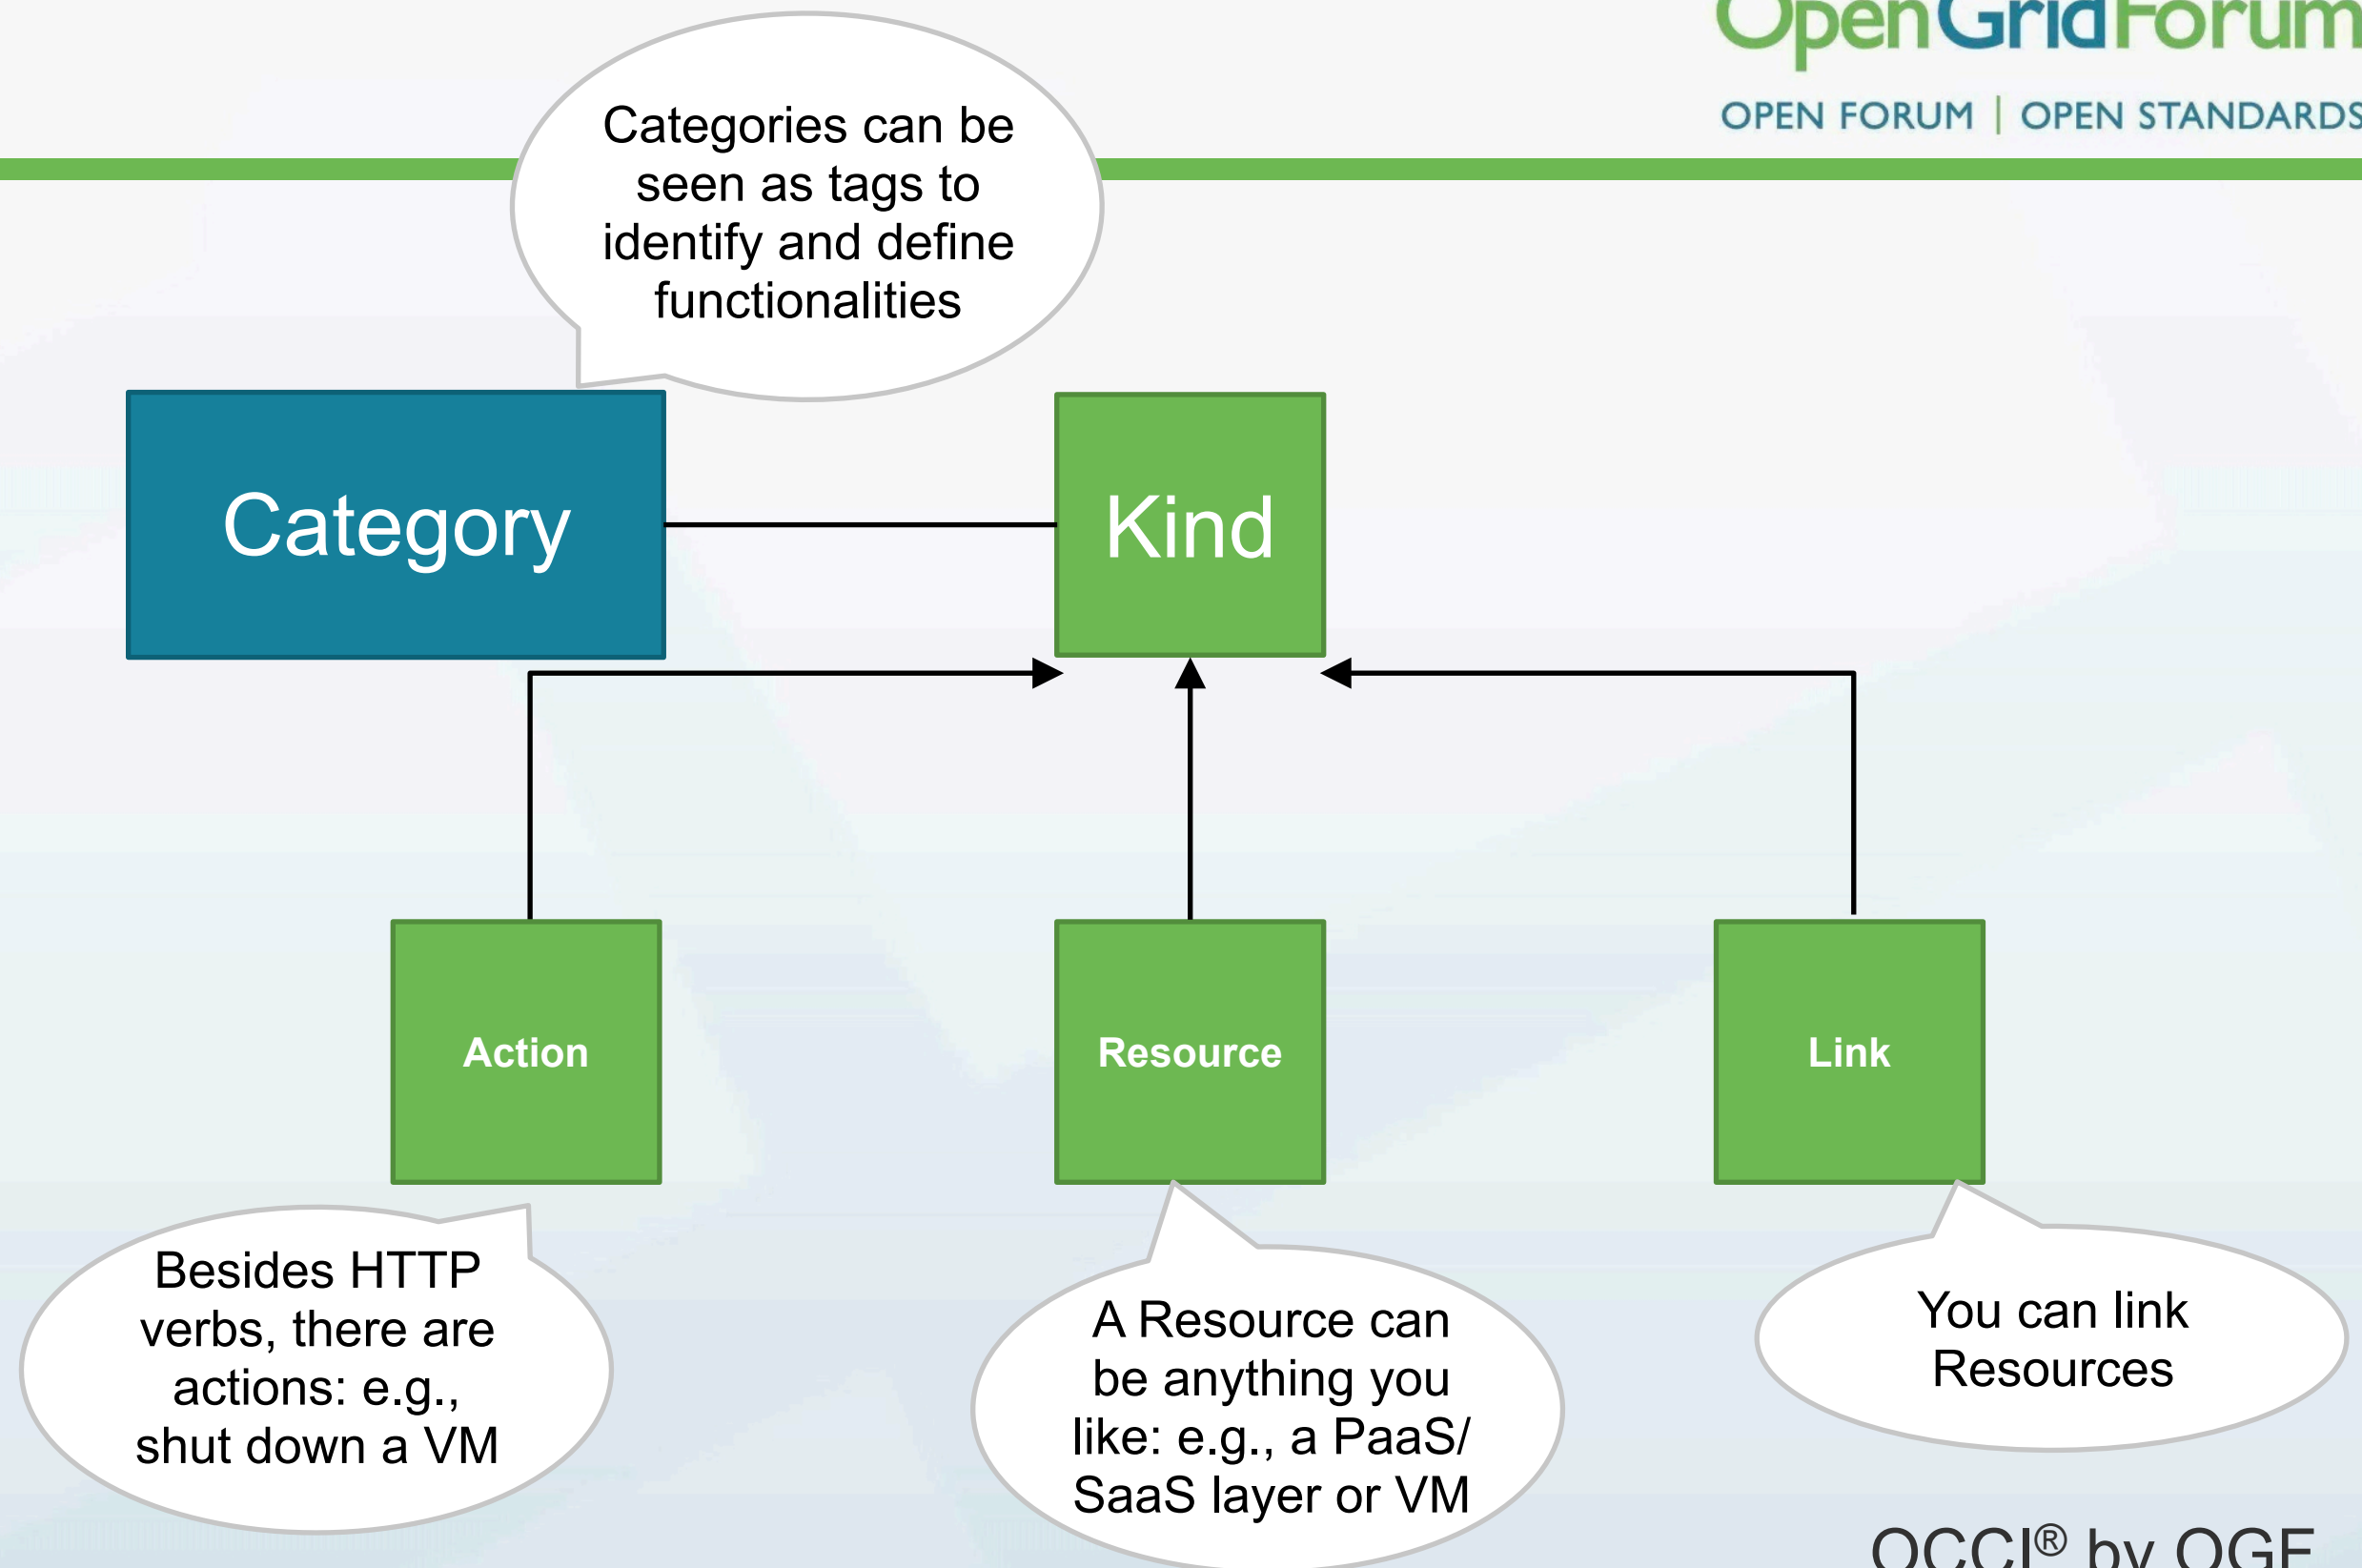 OpenGridForum
OPEN FORUM | OPEN STANDARDS
Categories can be
seen as tags to
identify and define
functionalities
Category
Kind
Action
Resource
Link
Besides HTTP
verbs, there are
actions: e.g.,
shut down a VM
A Resource can
be anything you
like: e.g., a PaaS/
SaaS layer or VM
You can link
Resources
OCCI® by OGF